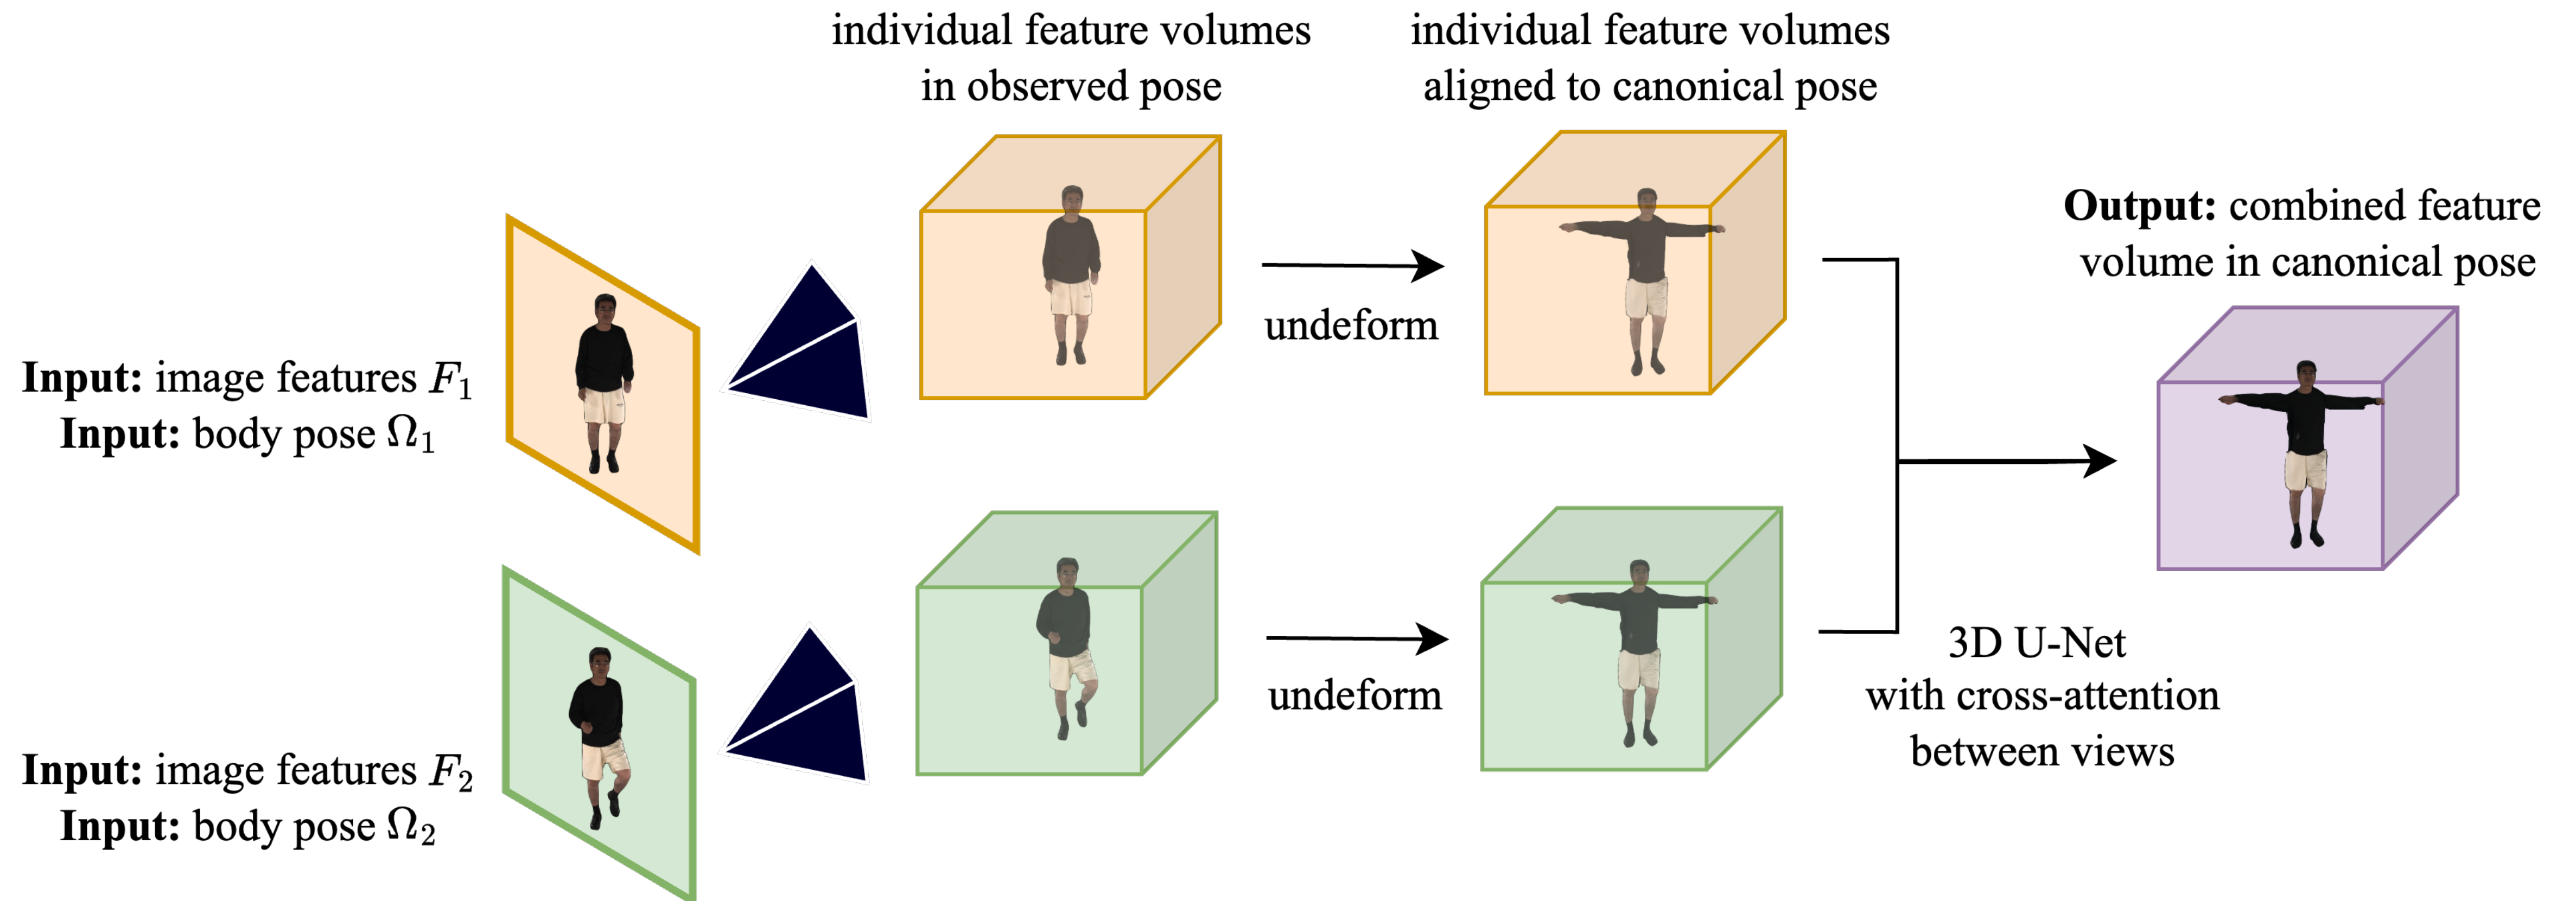 individual feature volumes
in observed pose
individual feature volumes
aligned to canonical pose
Input: image features F₁
Input: body pose Ω₁
undeform
Output: combined feature
volume in canonical pose
Input: image features F₂
Input: body pose Ω₂
undeform
3D U-Net
with cross-attention
between views